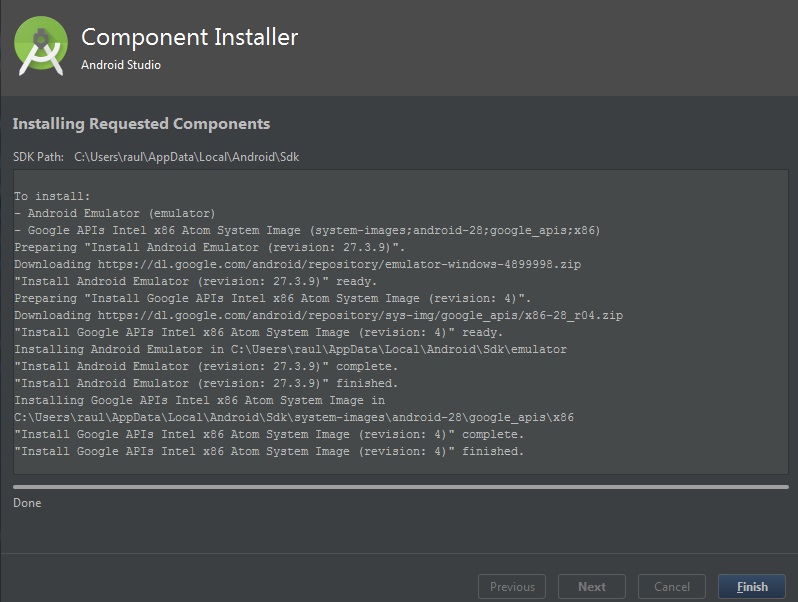 Component Installer
Android Studio
Installing Requested Components
SDK Path: C:\Users\raul\AppData\Local\Android\Sdk
To install:
- Android Emulator (emulator)
- Google APIs Intel x86 Atom System Image (system-images;android-28;google_apis;x86)
Preparing "Install Android Emulator (revision: 27.3.9)".
Downloading https://dl.google.com/android/repository/emulator-windows-4899998.zip
"Install Android Emulator (revision: 27.3.9)" ready.
Preparing "Install Google APIs Intel x86 Atom System Image (revision: 4)".
Downloading https://dl.google.com/android/repository/sys-img/google_apis/x86-28_r04.zip
"Install Google APIs Intel x86 Atom System Image (revision: 4)" ready.
Installing Android Emulator in C:\Users\raul\AppData\Local\Android\Sdk\emulator
"Install Android Emulator (revision: 27.3.9)" complete.
"Install Android Emulator (revision: 27.3.9)" finished.
Installing Google APIs Intel x86 Atom System Image in
C:\Users\raul\AppData\Local\Android\Sdk\system-images\android-28\google_apis\x86
"Install Google APIs Intel x86 Atom System Image (revision: 4)" complete.
"Install Google APIs Intel x86 Atom System Image (revision: 4)" finished.
Done
Previous Next Cancel Finish